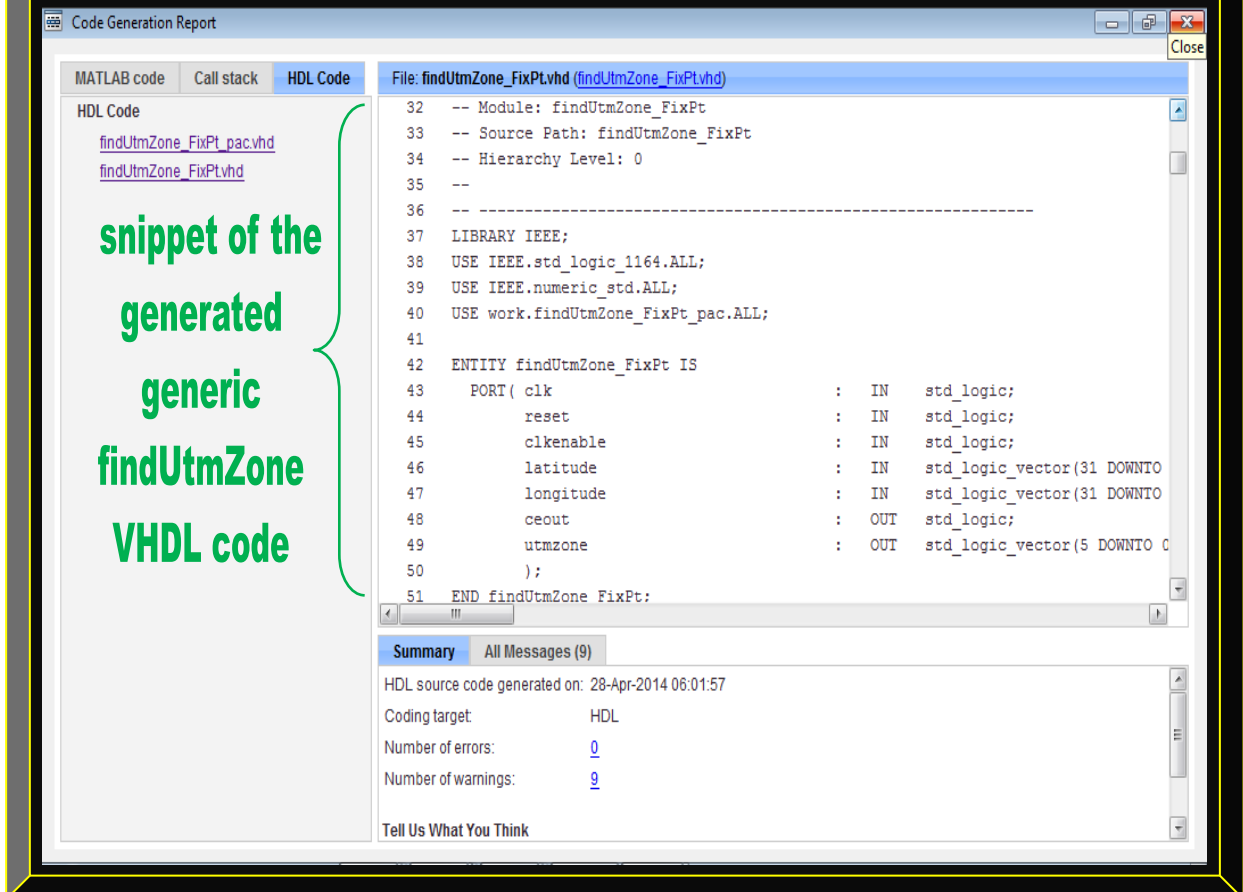 Code Generation Report
Close
MATLAB code Call stack HDL Code
HDL Code
findUtmZone_FixPt_pac.vhd
findUtmZone_FixPt.vhd
snippet of the
generated
generic
findUtmZone
VHDL code
File: findUtmZone_FixPt.vhd (findUtmZone_FixPt.vhd)
32 -- Module: findUtmZone_FixPt
33 -- Source Path: findUtmZone_FixPt
34 -- Hierarchy Level: 0
35 --
36 -- -------------------------------------------------------------
37 LIBRARY IEEE;
38 USE IEEE.std_logic_1164.ALL;
39 USE IEEE.numeric_std.ALL;
40 USE work.findUtmZone_FixPt_pac.ALL;
41
42 ENTITY findUtmZone_FixPt IS
43 PORT( clk : IN std_logic;
44 reset : IN std_logic;
45 clkenable : IN std_logic;
46 latitude : IN std_logic_vector(31 DOWNTO
47 longitude : IN std_logic_vector(31 DOWNTO
48 ceout : OUT std_logic;
49 utmzone : OUT std_logic_vector(5 DOWNTO 0
50 );
51 END findUtmZone_FixPt;
Summary All Messages (9)
HDL source code generated on: 28-Apr-2014 06:01:57
Coding target: HDL
Number of errors: 0
Number of warnings: 9
Tell Us What You Think